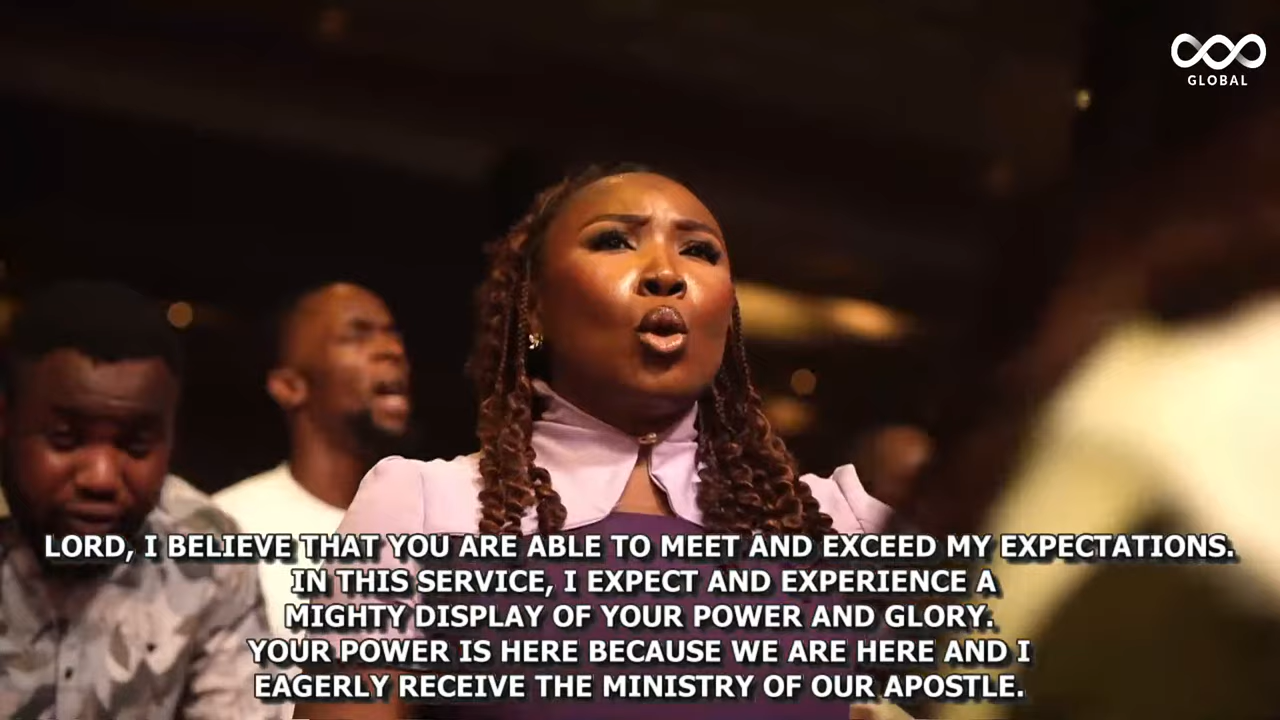 GLOBAL
LORD, I BELIEVE THAT YOU ARE ABLE TO MEET AND EXCEED MY EXPECTATIONS.
IN THIS SERVICE, I EXPECT AND EXPERIENCE A
MIGHTY DISPLAY OF YOUR POWER AND GLORY.
YOUR POWER IS HERE BECAUSE WE ARE HERE AND I
EAGERLY RECEIVE THE MINISTRY OF OUR APOSTLE.